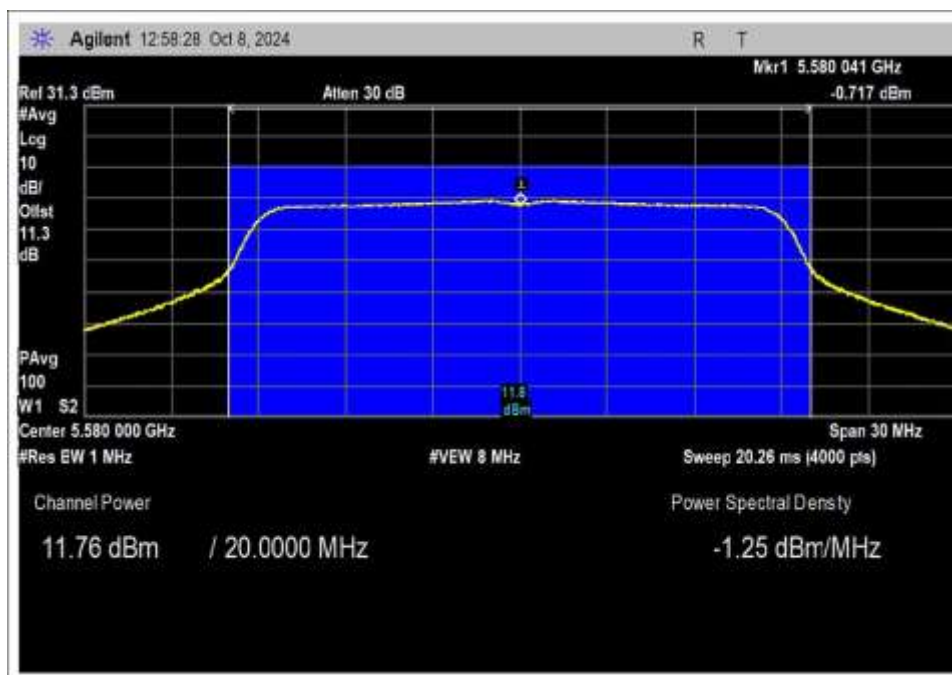 Agilent 12:58:28 Oct 8, 2024 R T
Mkr1 5.580 041 GHz
Ref 31.3 dBm Atten 30 dB -0.717 dBm
#Avg
Log
10
dB/
Offst
11.3
dB
1
PAvg
100
W1 S2
11.8
dBm
Center 5.580 000 GHz Span 30 MHz
#Res BW 1 MHz #VBW 8 MHz Sweep 20.26 ms (4000 pts)
Channel Power Power Spectral Density
11.76 dBm / 20.0000 MHz -1.25 dBm/MHz